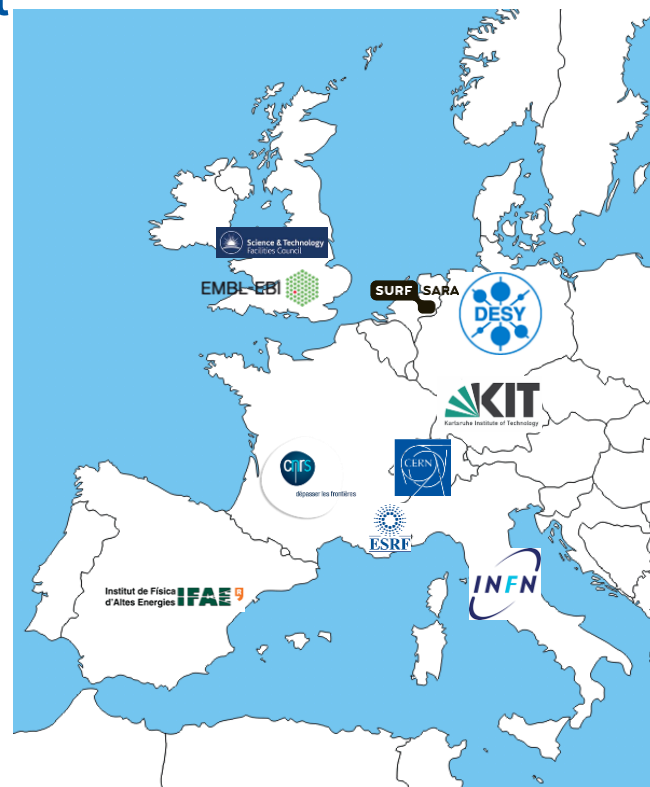 Science & Technology
Facilities Council
EMBL-EBI
SURF SARA
DESY
KIT
Karlsruhe Institute of Technology
CERN
cnrs
dépasser les frontières
ESRF
INFN
Institut de Física
d'Altes Energies IFAE